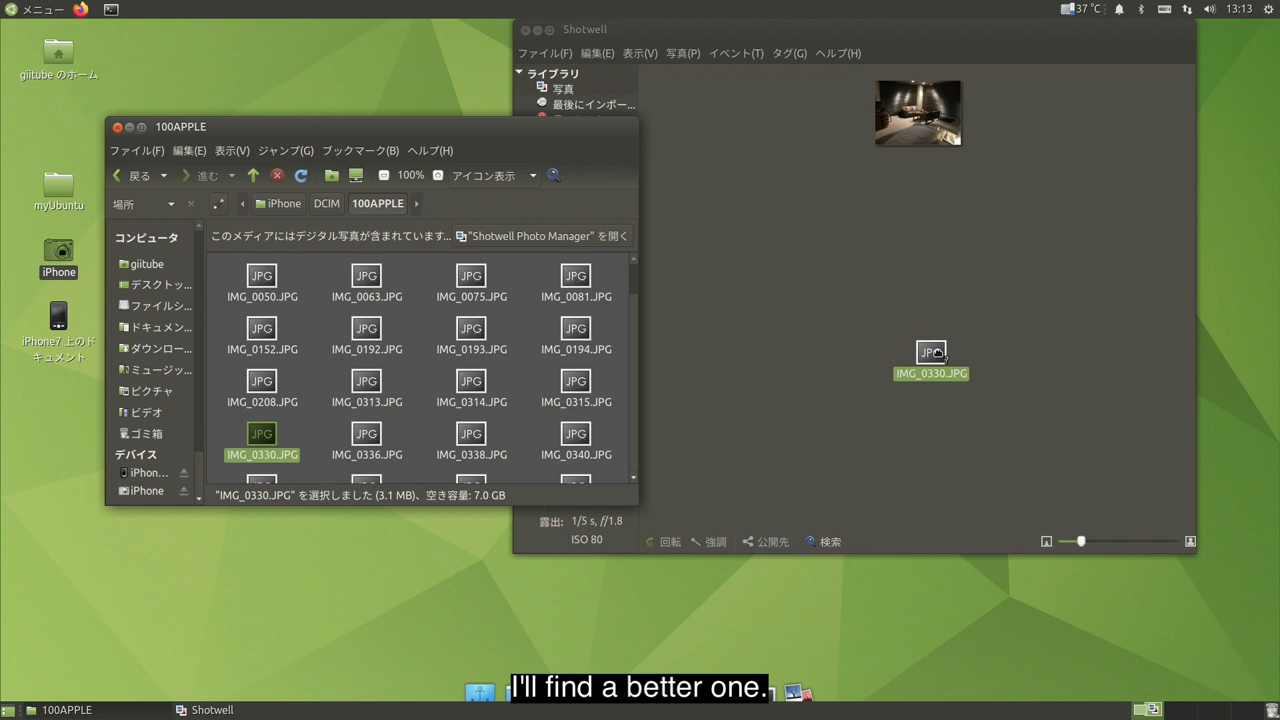 メニュー
37 ℃
13:13
giitube のホーム
myUbuntu
iPhone
iPhone7 上のド
キュメント
Shotwell
ファイル(F) 編集(E) 表示(V) 写真(P) イベント(T) タグ(G) ヘルプ(H)
ライブラリ
写真
最後にインポー...
100APPLE
ファイル(F) 編集(E) 表示(V) ジャンプ(G) ブックマーク(B) ヘルプ(H)
戻る 進む 100% アイコン表示
場所 iPhone DCIM 100APPLE
コンピュータ
giitube
デスクトッ...
ファイルシ...
ドキュメン...
ダウンロー...
ミュージッ...
ピクチャ
ビデオ
ゴミ箱
デバイス
iPhon...
iPhone
このメディアにはデジタル写真が含まれています... "Shotwell Photo Manager" を開く
JPG JPG JPG JPG
IMG_0050.JPG IMG_0063.JPG IMG_0075.JPG IMG_0081.JPG
JPG JPG JPG JPG
IMG_0152.JPG IMG_0192.JPG IMG_0193.JPG IMG_0194.JPG
JPG JPG JPG JPG
IMG_0208.JPG IMG_0313.JPG IMG_0314.JPG IMG_0315.JPG
JPG JPG JPG JPG
IMG_0330.JPG IMG_0336.JPG IMG_0338.JPG IMG_0340.JPG
"IMG_0330.JPG" を選択しました (3.1 MB)、空き容量: 7.0 GB
IMG_0330.JPG
露出: 1/5 s, f/1.8
ISO 80
回転 強調 公開先 検索
I'll find a better one.
100APPLE Shotwell